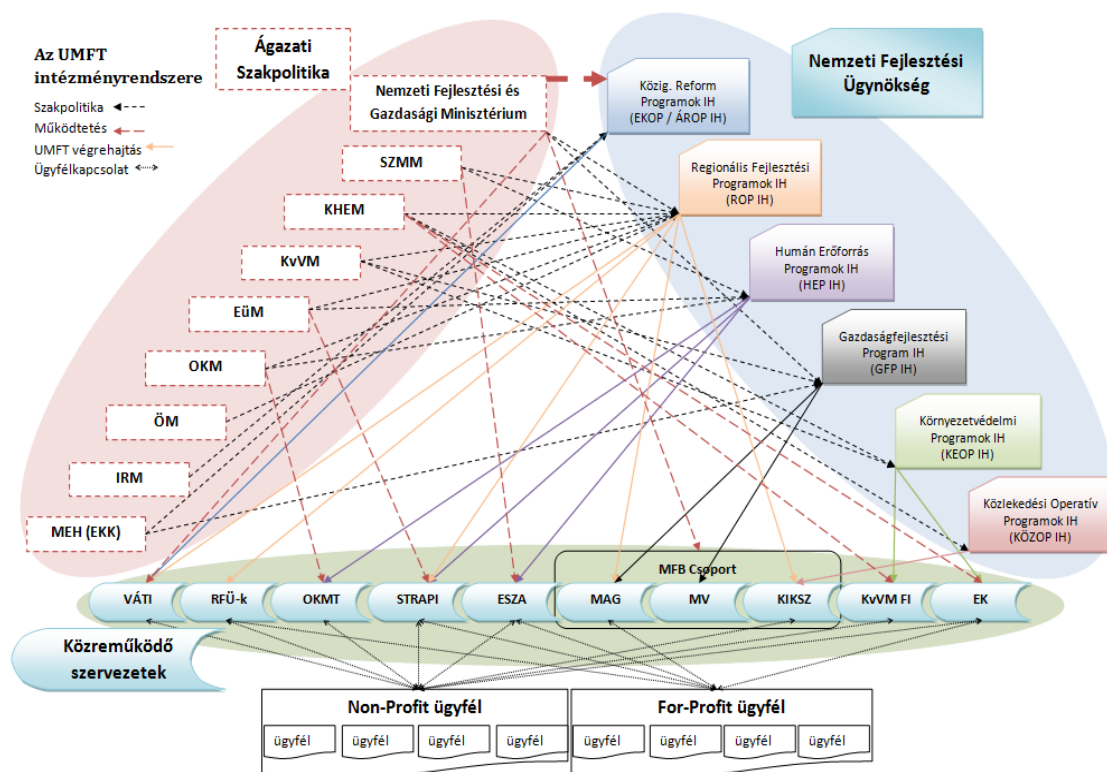 Az UMFT
intézményrendszere
Szakpolitika
Működtetés
UMFT végrehajtás
Ügyfélkapcsolat
Ágazati
Szakpolitika
Nemzeti Fejlesztési és
Gazdasági Minisztérium
SZMM
KHEM
KvVM
EüM
OKM
ÖM
IRM
MEH (EKK)
Nemzeti Fejlesztési
Ügynökség
Közig. Reform
Programok IH
(EKOP / ÁROP IH)
Regionális Fejlesztési
Programok IH
(ROP IH)
Humán Erőforrás
Programok IH
(HEP IH)
Gazdaságfejlesztési
Program IH
(GFP IH)
Környezetvédelmi
Programok IH
(KEOP IH)
Közlekedési Operatív
Programok IH
(KÖZOP IH)
MFB Csoport
VÁTI
RFÜ-k
OKMT
STRAPI
ESZA
MAG
MV
KIKSZ
KvVM FI
EK
Közreműködő
szervezetek
Non-Profit ügyfél
ügyfél
ügyfél
ügyfél
ügyfél
For-Profit ügyfél
ügyfél
ügyfél
ügyfél
ügyfél